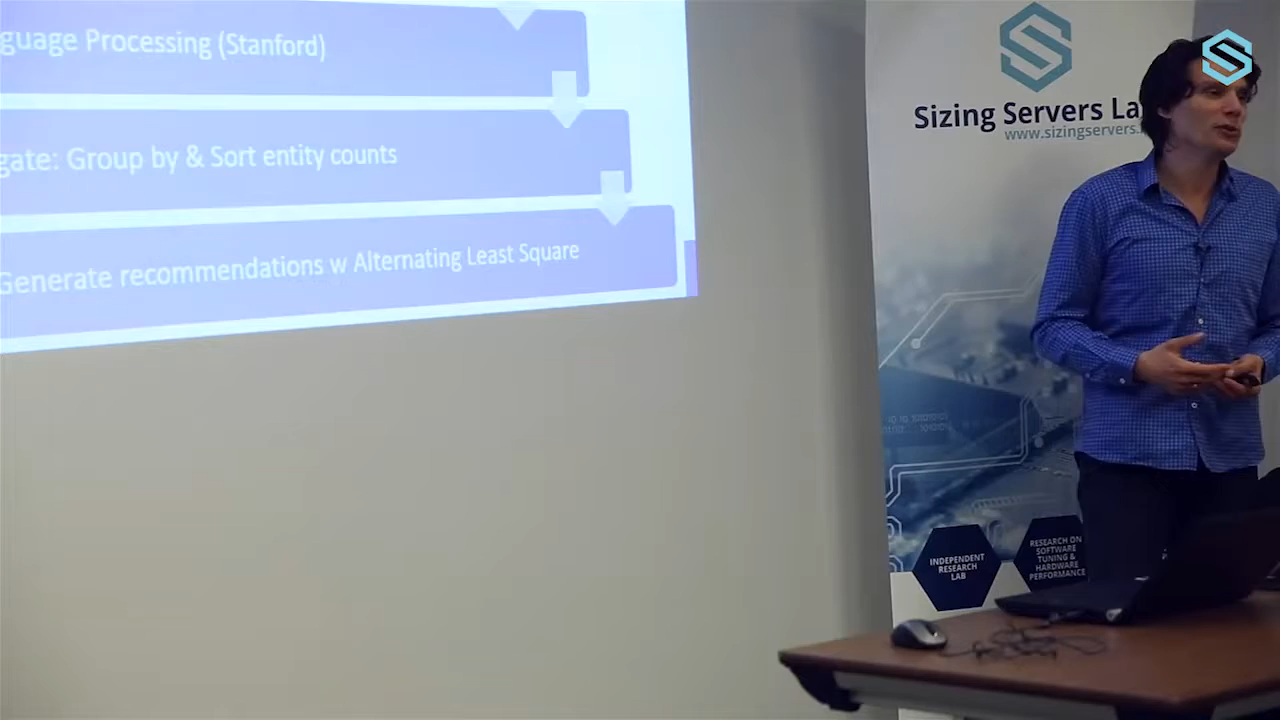 guage Processing (Stanford)
gate: Group by & Sort entity counts
Generate recommendations w Alternating Least Square
Sizing Servers La
www.sizingservers.
INDEPENDENT
RESEARCH
LAB
RESEARCH ON
SOFTWARE
TUNING &
HARDWARE
PERFORMANCE